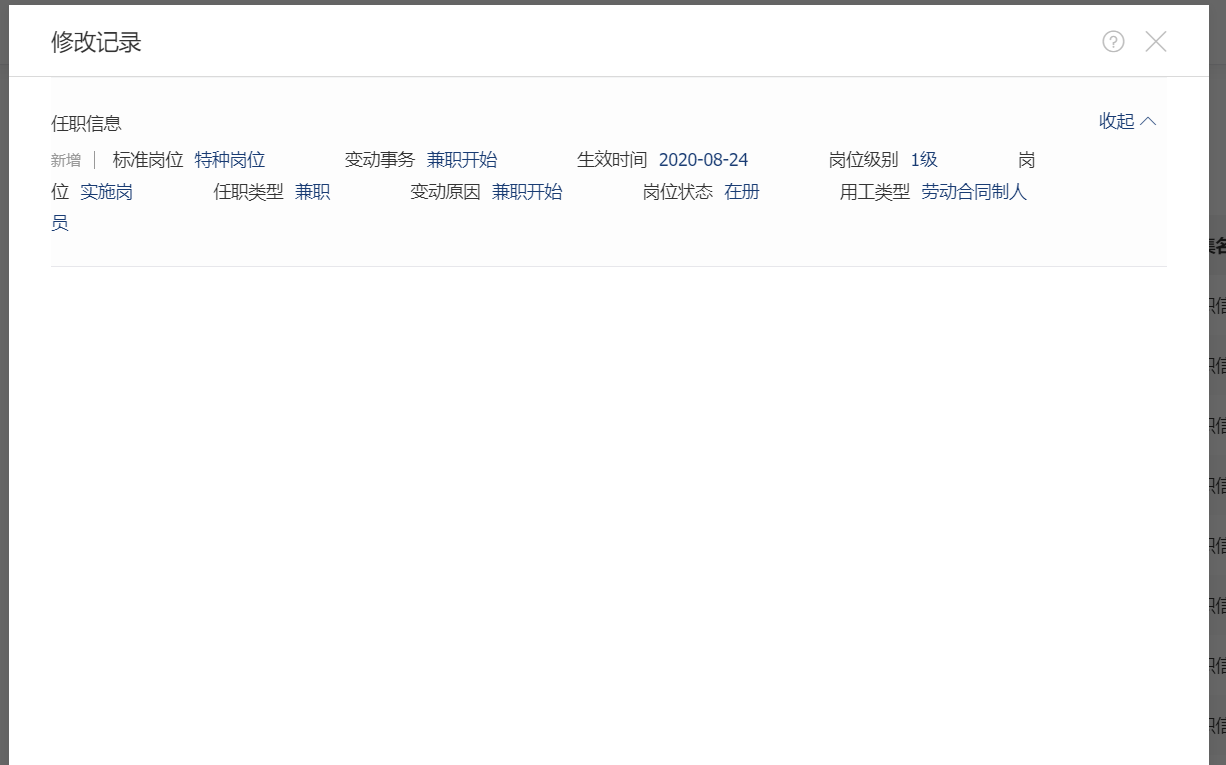 修改记录
任职信息 收起
新增 标准岗位 特种岗位 变动事务 兼职开始 生效时间 2020-08-24 岗位级别 1级 岗
位 实施岗 任职类型 兼职 变动原因 兼职开始 岗位状态 在册 用工类型 劳动合同制人
员